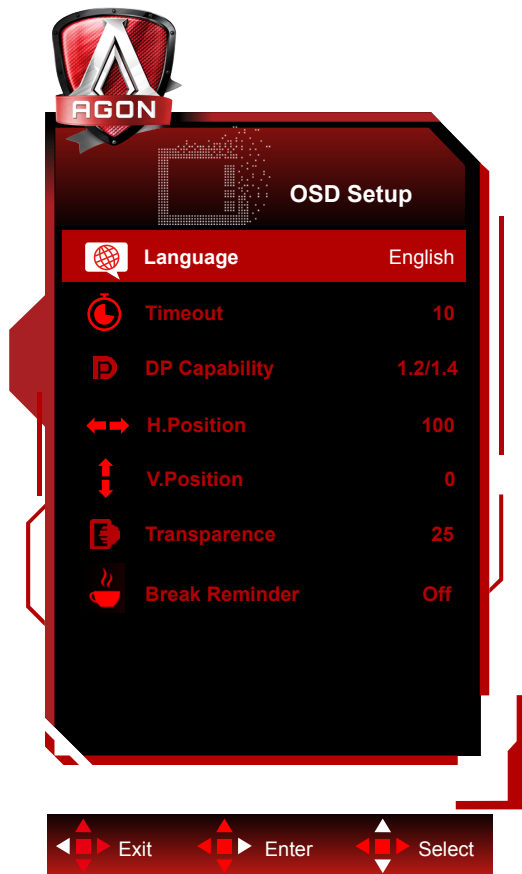 AGON
OSD Setup
Language English
Timeout 10
DP Capability 1.2/1.4
H.Position 100
V.Position 0
Transparence 25
Break Reminder Off
Exit Enter Select